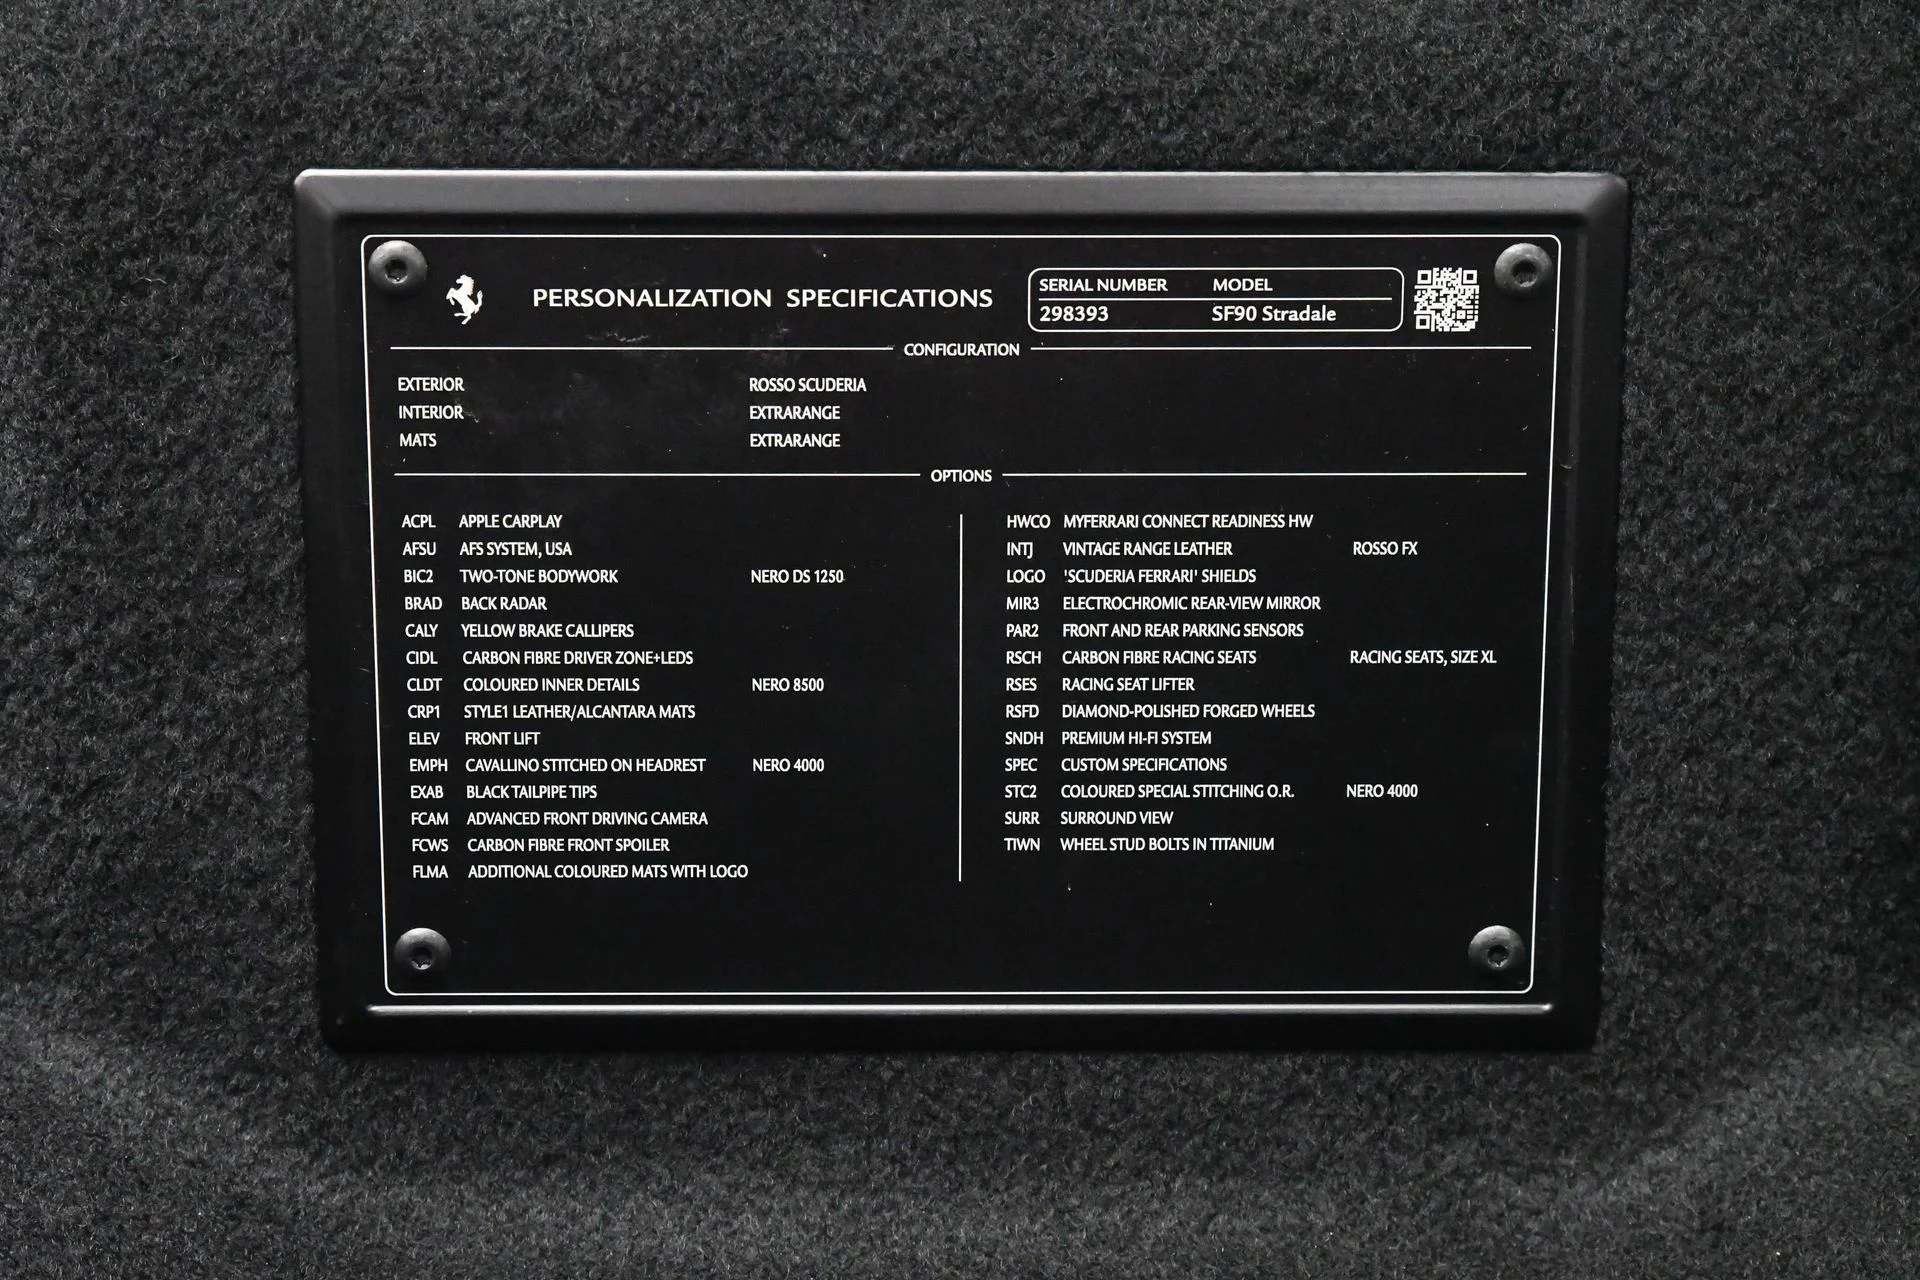 PERSONALIZATION SPECIFICATIONS
SERIAL NUMBER MODEL
298393 SF90 Stradale
CONFIGURATION
EXTERIOR ROSSO SCUDERIA
INTERIOR EXTRARANGE
MATS EXTRARANGE
OPTIONS
ACPL APPLE CARPLAY
AFSU AFS SYSTEM, USA
BIC2 TWO-TONE BODYWORK NERO DS 1250
BRAD BACK RADAR
CALY YELLOW BRAKE CALLIPERS
CIDL CARBON FIBRE DRIVER ZONE+LEDS
CLDT COLOURED INNER DETAILS NERO 8500
CRP1 STYLE1 LEATHER/ALCANTARA MATS
ELEV FRONT LIFT
EMPH CAVALLINO STITCHED ON HEADREST NERO 4000
EXAB BLACK TAILPIPE TIPS
FCAM ADVANCED FRONT DRIVING CAMERA
FCWS CARBON FIBRE FRONT SPOILER
FLMA ADDITIONAL COLOURED MATS WITH LOGO
HWCO MYFERRARI CONNECT READINESS HW
INTJ VINTAGE RANGE LEATHER ROSSO FX
LOGO 'SCUDERIA FERRARI' SHIELDS
MIR3 ELECTROCHROMIC REAR-VIEW MIRROR
PAR2 FRONT AND REAR PARKING SENSORS
RSCH CARBON FIBRE RACING SEATS RACING SEATS, SIZE XL
RSES RACING SEAT LIFTER
RSFD DIAMOND-POLISHED FORGED WHEELS
SNDH PREMIUM HI-FI SYSTEM
SPEC CUSTOM SPECIFICATIONS
STC2 COLOURED SPECIAL STITCHING O.R. NERO 4000
SURR SURROUND VIEW
TIWN WHEEL STUD BOLTS IN TITANIUM